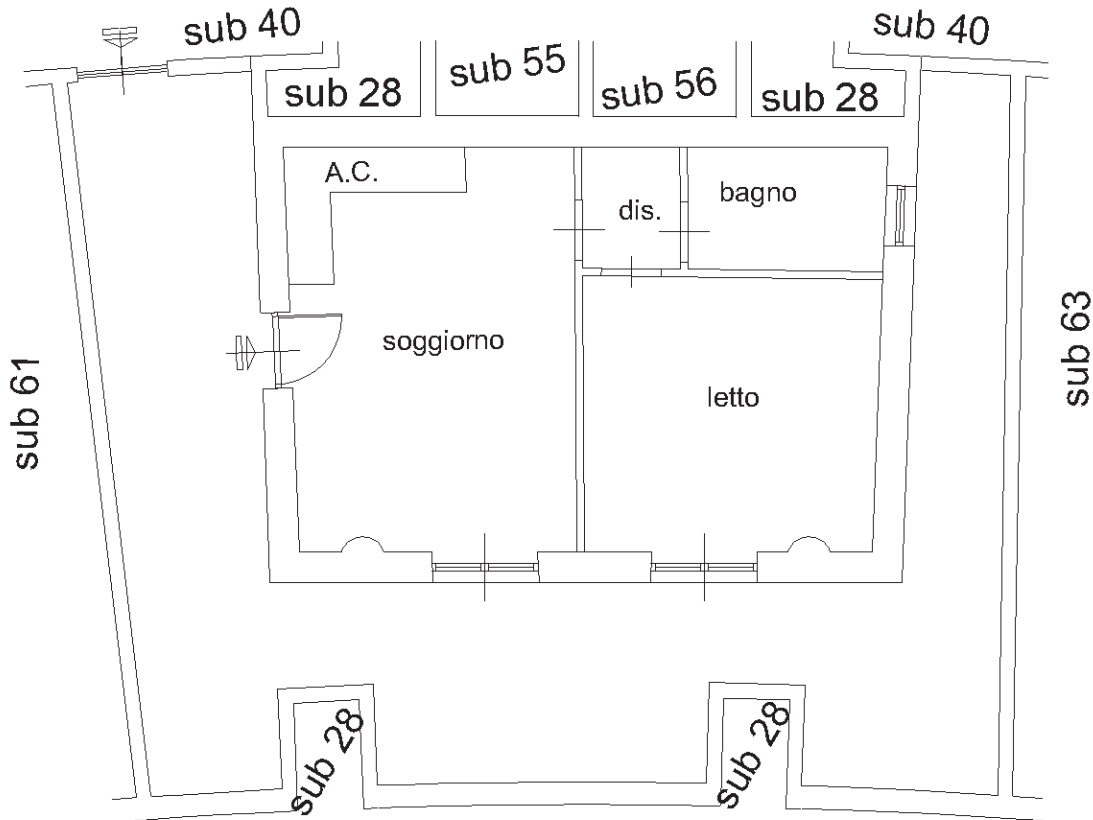 sub 40
sub 40
sub 28
sub 55
sub 56
sub 28
A.C.
dis.
bagno
soggiorno
letto
sub 61
sub 63
sub 28
sub 28